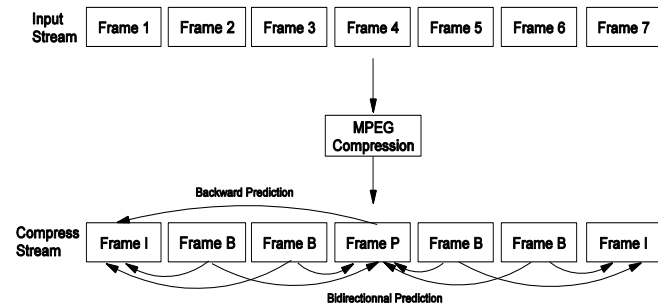 Input
Stream
Frame 1 Frame 2 Frame 3 Frame 4 Frame 5 Frame 6 Frame 7
MPEG
Compression
Backward Prediction
Compress
Stream
Frame I Frame B Frame B Frame P Frame B Frame B Frame I
Bidirectionnal Prediction